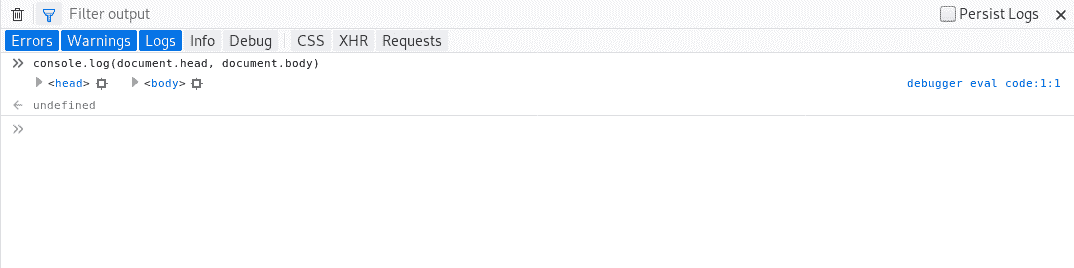 Filter output Persist Logs
Errors Warnings Logs Info Debug CSS XHR Requests
console.log(document.head, document.body)
<head> <body> debugger eval code:1:1
undefined